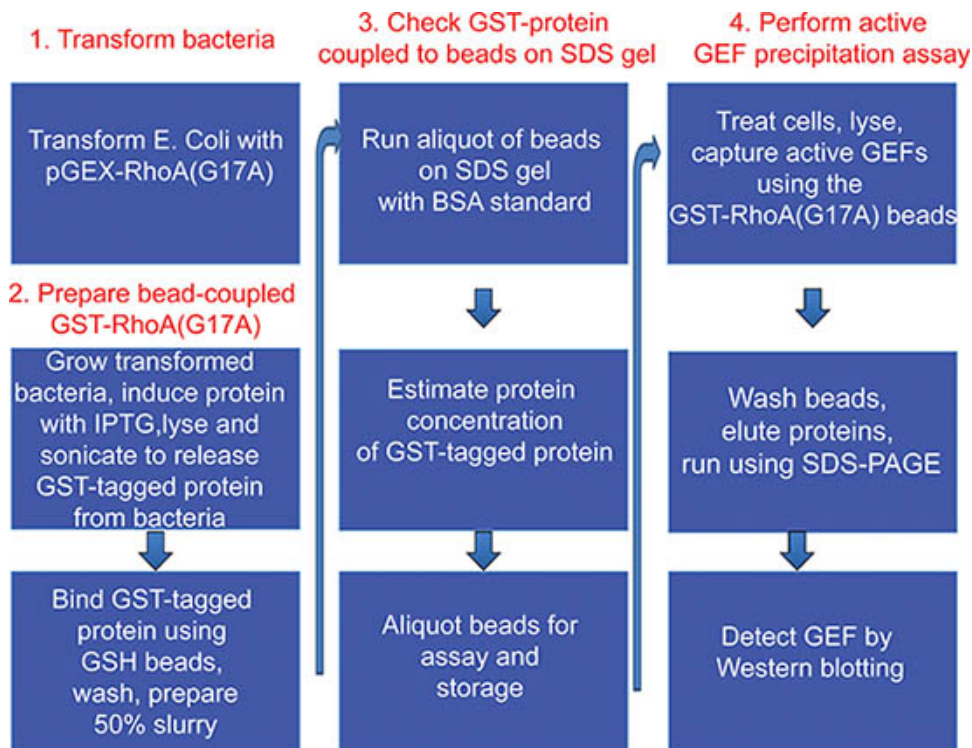 1. Transform bacteria
Transform E. Coli with
pGEX-RhoA(G17A)
2. Prepare bead-coupled
GST-RhoA(G17A)
Grow transformed
bacteria, induce protein
with IPTG,lyse and
sonicate to release
GST-tagged protein
from bacteria
Bind GST-tagged
protein using
GSH beads,
wash, prepare
50% slurry
3. Check GST-protein
coupled to beads on SDS gel
Run aliquot of beads
on SDS gel
with BSA standard
Estimate protein
concentration
of GST-tagged protein
Aliquot beads for
assay and
storage
4. Perform active
GEF precipitation assay
Treat cells, lyse,
capture active GEFs
using the
GST-RhoA(G17A) beads
Wash beads,
elute proteins,
run using SDS-PAGE
Detect GEF by
Western blotting